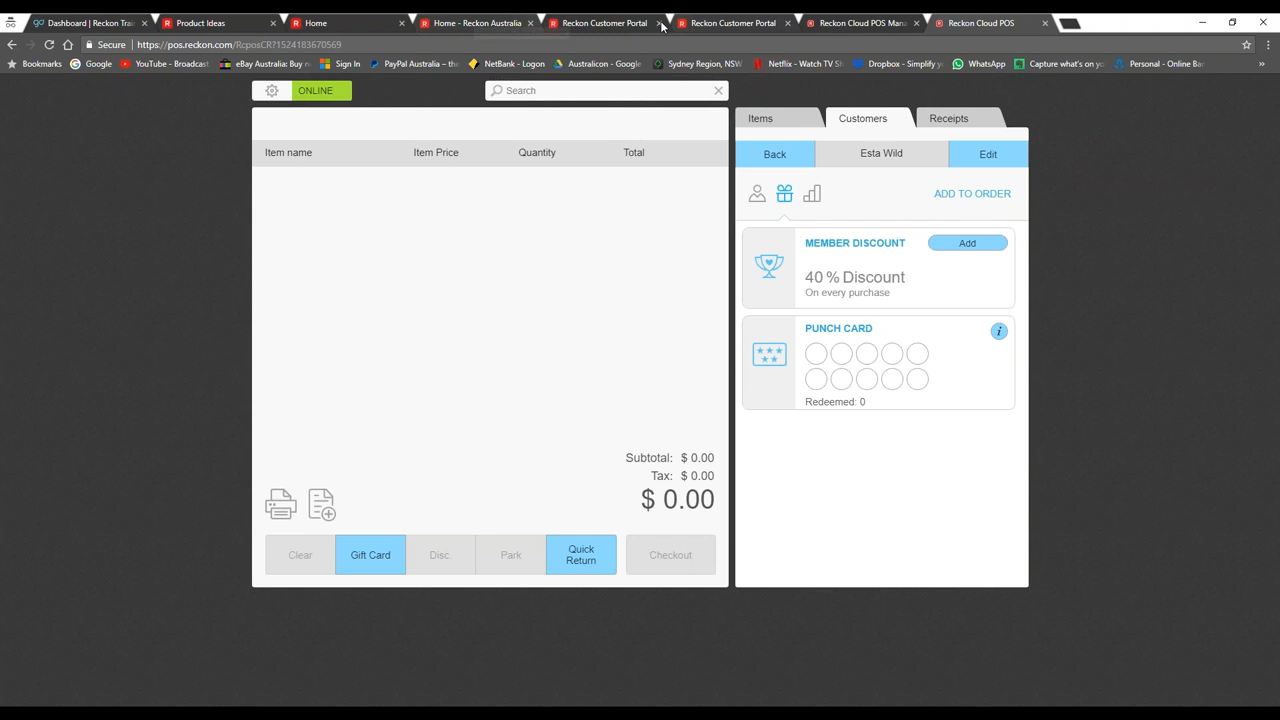 Dashboard | Reckon Trai
Product Ideas
Home
Home - Reckon Australia
Reckon Customer Portal
Reckon Customer Portal
Reckon Cloud POS Man
Reckon Cloud POS
Secure
https://pos.reckon.com/RcposCR?1524183670569
Bookmarks
Google
YouTube - Broadcast
eBay Australia: Buy n
Sign In
PayPal Australia – the
NetBank - Logon
Australicon - Google
Sydney Region, NSW
Netflix - Watch TV Sh
Dropbox - Simplify yo
WhatsApp
Capture what's on yo
Personal - Online Ban
»
ONLINE
Search
Items
Customers
Receipts
Item name
Item Price
Quantity
Total
Back
Esta Wild
Edit
ADD TO ORDER
MEMBER DISCOUNT
Add
40 % Discount
On every purchase
PUNCH CARD
i
Redeemed: 0
Subtotal: $ 0.00
Tax: $ 0.00
$ 0.00
Clear
Gift Card
Disc.
Park
Quick
Return
Checkout